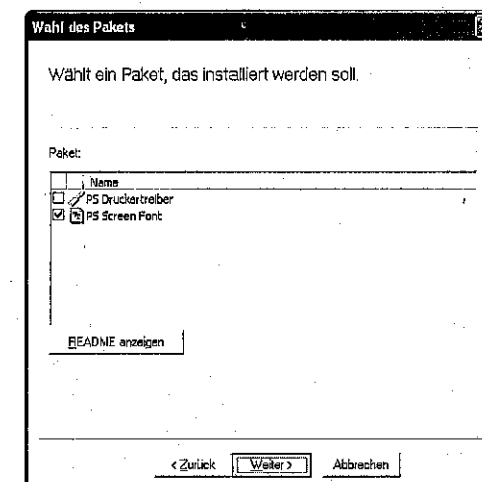 Wahl des Pakets
Wählt ein Paket, das installiert werden soll.
Paket:
Name
PS Druckertreiber
PS Screen Font
README anzeigen
< Zurück
Weiter >
Abbrechen